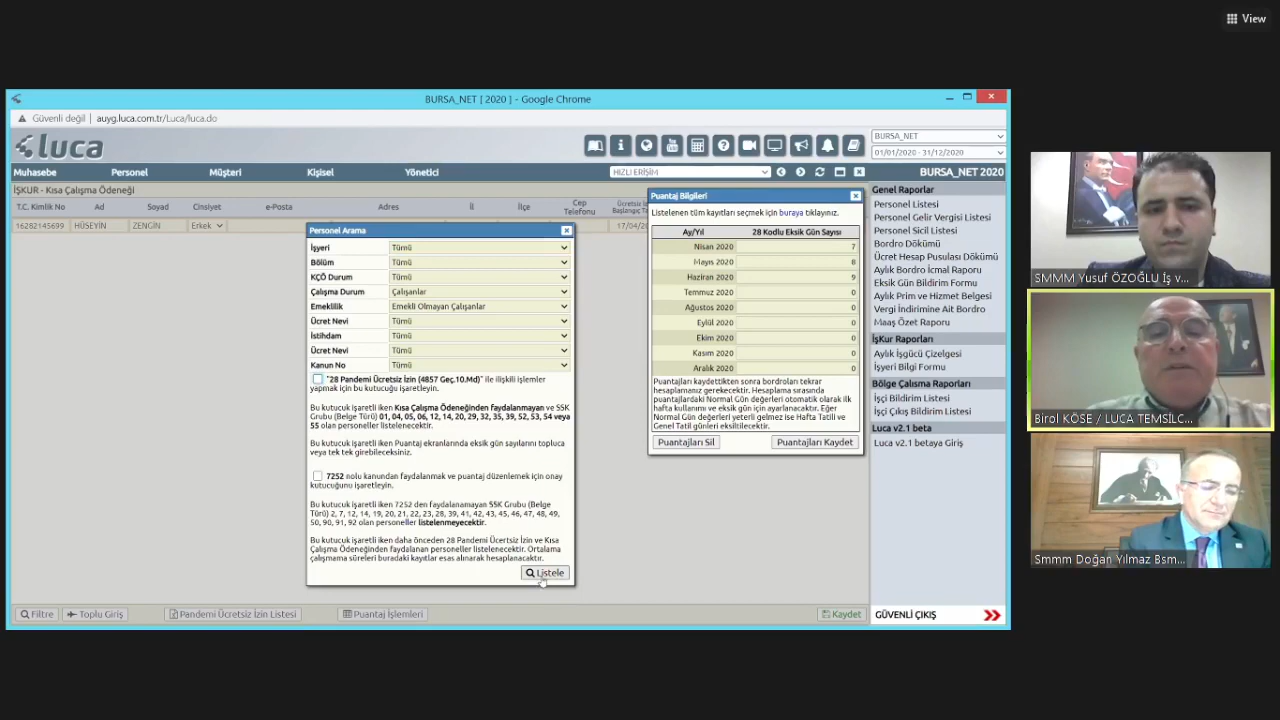 View
BURSA_NET [ 2020 ] - Google Chrome
Güvenli değil | auyg.luca.com.tr/Luca/luca.do
luca
BURSA_NET
01/01/2020 - 31/12/2020
Muhasebe Personel Müşteri Kişisel Yönetici
HIZLI ERİŞİM
BURSA_NET 2020
İŞKUR - Kısa Çalışma Ödeneği
T.C. Kimlik No Ad Soyad Cinsiyet e-Posta Adres İl İlçe Cep Telefonu
16282145699 HÜSEYİN ZENGİN Erkek 17/04/20
Personel Arama
İşyeri Tümü
Bölüm Tümü
KÇÖ Durum Tümü
Çalışma Durum Çalışanlar
Emeklilik Emekli Olmayan Çalışanlar
Ücret Nevi Tümü
İstihdam Tümü
Ücret Nevi Tümü
Kanun No Tümü
"28 Pandemi Ücretsiz İzin (4857 Geç.10.Md)" ile ilişkili işlemler
yapmak için bu kutucuğu işaretleyin.
Bu kutucuk işaretli iken Kısa Çalışma Ödeneğinden faydalanmayan ve SSK
Grubu (Belge Türü) 01, 04, 05, 06, 12, 14, 20, 29, 32, 35, 39, 52, 53, 54 veya
55 olan personeller listelenecektir.
Bu kutucuk işaretli iken Puantaj ekranlarında eksik gün sayılarını topluca
veya tek tek girebileceksiniz.
7252 nolu kanundan faydalanmak ve puantaj düzenlemek için onay
kutucuğunu işaretleyin.
Bu kutucuk işaretli iken 7252 den faydalanamayan SSK Grubu (Belge
Türü) 2, 7, 12, 14, 19, 20, 21, 22, 23, 28, 39, 41, 42, 43, 45, 46, 47, 48, 49,
50, 90, 91, 92 olan personeller listelenmeyecektir.
Bu kutucuk işaretli iken daha önceden 28 Pandemi Ücertsiz İzin ve Kısa
Çalışma Ödeneğinden faydalanan personeller listelenecektir. Ortalama
çalışmama süreleri buradaki kayıtlar esas alınarak hesaplanacaktır.
Listele
Puantaj Bilgileri
Listelenen tüm kayıtları seçmek için buraya tıklayınız.
Ay/Yıl 28 Kodlu Eksik Gün Sayısı
Nisan 2020 7
Mayıs 2020 8
Haziran 2020 9
Temmuz 2020 0
Ağustos 2020 0
Eylül 2020 0
Ekim 2020 0
Kasım 2020 0
Aralık 2020 0
Puantajları kaydettikten sonra bordroları tekrar
hesaplamanız gerekecektir. Hesaplama sırasında
puantajlardaki Normal Gün değerleri otomatik olarak ilk
hafta kullanımı ve eksik gün için ayarlanacaktır. Eğer
Normal Gün değerleri yeterli gelmez ise Hafta Tatili ve
Genel Tatil günleri eksiltilecektir.
Puantajları Sil Puantajları Kaydet
Genel Raporlar
Personel Listesi
Personel Gelir Vergisi Listesi
Personel Sicil Listesi
Bordro Dökümü
Ücret Hesap Pusulası Dökümü
Aylık Bordro İcmal Raporu
Eksik Gün Bildirim Formu
Aylık Prim ve Hizmet Belgesi
Vergi İndirimine Ait Bordro
Maaş Özet Raporu
İşKur Raporları
Aylık İşgücü Çizelgesi
İşyeri Bilgi Formu
Bölge Çalışma Raporları
İşçi Bildirim Listesi
İşçi Çıkış Bildirim Listesi
Luca v2.1 beta
Luca v2.1 betaya Giriş
Filtre Toplu Giriş Pandemi Ücretsiz İzin Listesi Puantaj İşlemleri Kaydet
GÜVENLİ ÇIKIŞ
SMMM Yusuf ÖZOĞLU İş v...
Birol KÖSE / LUCA TEMSİLC...
Smmm Doğan Yılmaz Bsm...